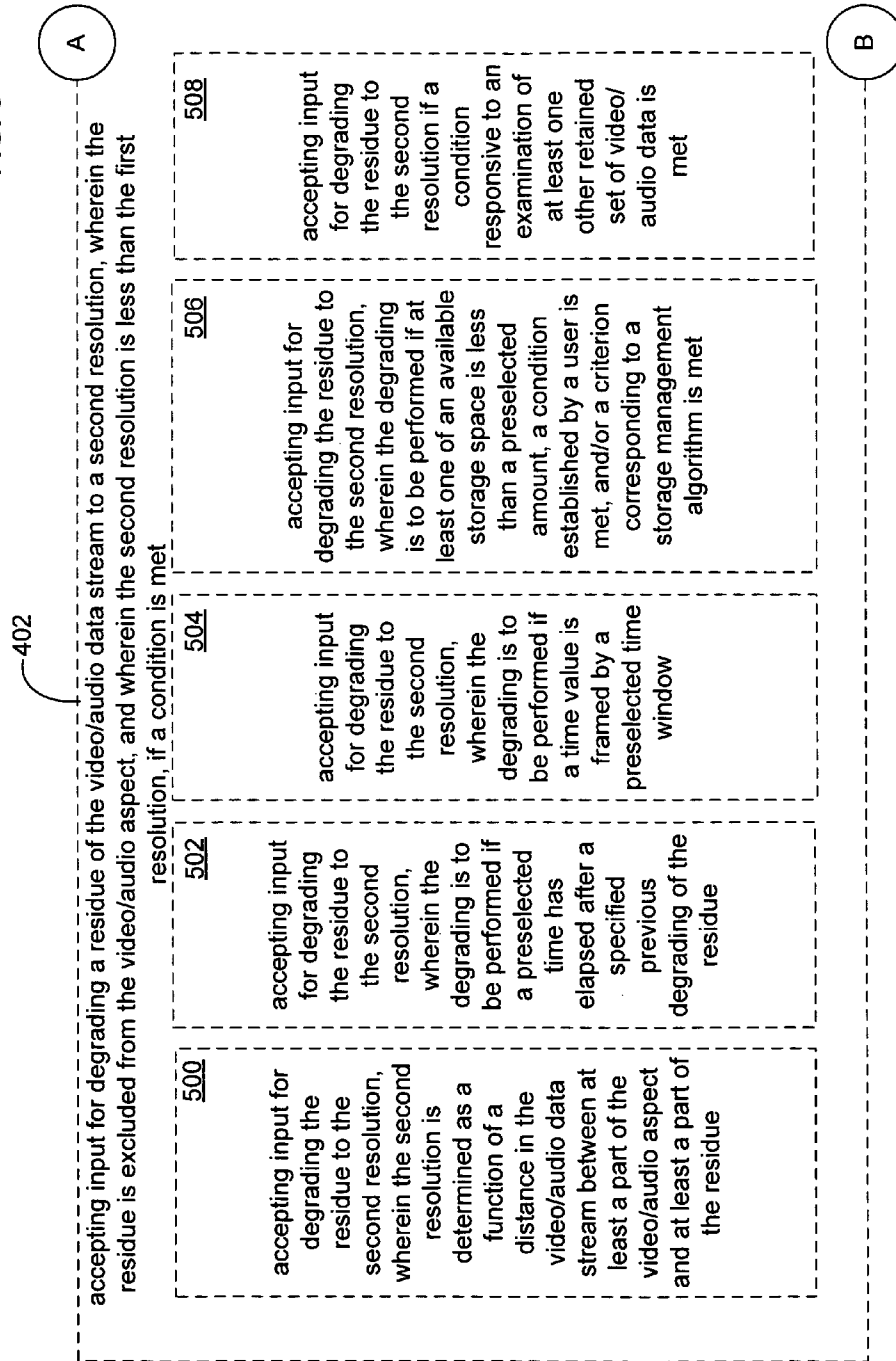 402
A
accepting input for degrading a residue of the video/audio data stream to a second resolution, wherein the
residue is excluded from the video/audio aspect, and wherein the second resolution is less than the first
resolution, if a condition is met
500
accepting input for
degrading the
residue to the
second resolution,
wherein the second
resolution is
determined as a
function of a
distance in the
video/audio data
stream between at
least a part of the
video/audio aspect
and at least a part of
the residue
502
accepting input
for degrading
the residue to
the second
resolution,
wherein the
degrading is to
be performed if
a preselected
time has
elapsed after a
specified
previous
degrading of the
residue
504
accepting input
for degrading
the residue to
the second
resolution,
wherein the
degrading is to
be performed if
a time value is
framed by a
preselected time
window
506
accepting input for
degrading the residue to
the second resolution,
wherein the degrading
is to be performed if at
least one of an available
storage space is less
than a preselected
amount, a condition
established by a user is
met, and/or a criterion
corresponding to a
storage management
algorithm is met
508
accepting input
for degrading
the residue to
the second
resolution if a
condition
responsive to an
examination of
at least one
other retained
set of video/
audio data is
met
B